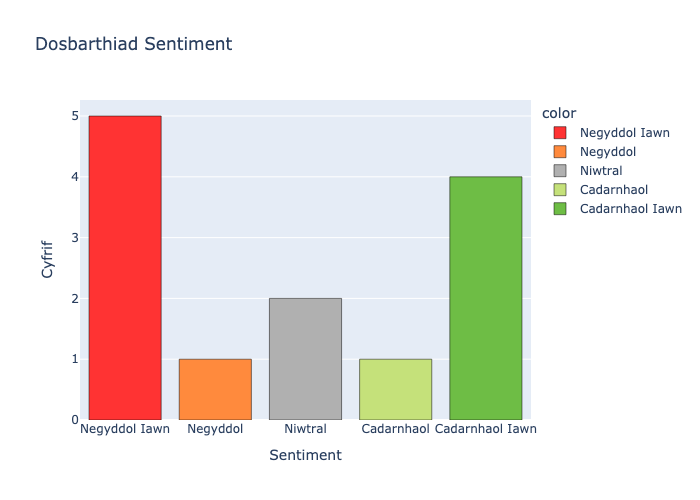 Dosbarthiad Sentiment
color
Negyddol Iawn
Negyddol
Niwtral
Cadarnhaol
Cadarnhaol Iawn
Cyfrif
5
4
3
2
1
0
Negyddol Iawn Negyddol Niwtral Cadarnhaol Cadarnhaol Iawn
Sentiment